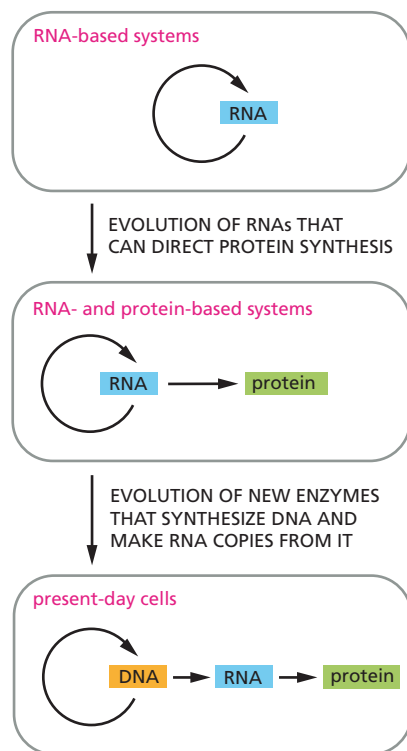 RNA-based systems
RNA
EVOLUTION OF RNAs THAT
CAN DIRECT PROTEIN SYNTHESIS
RNA- and protein-based systems
RNA
protein
EVOLUTION OF NEW ENZYMES
THAT SYNTHESIZE DNA AND
MAKE RNA COPIES FROM IT
present-day cells
DNA
RNA
protein